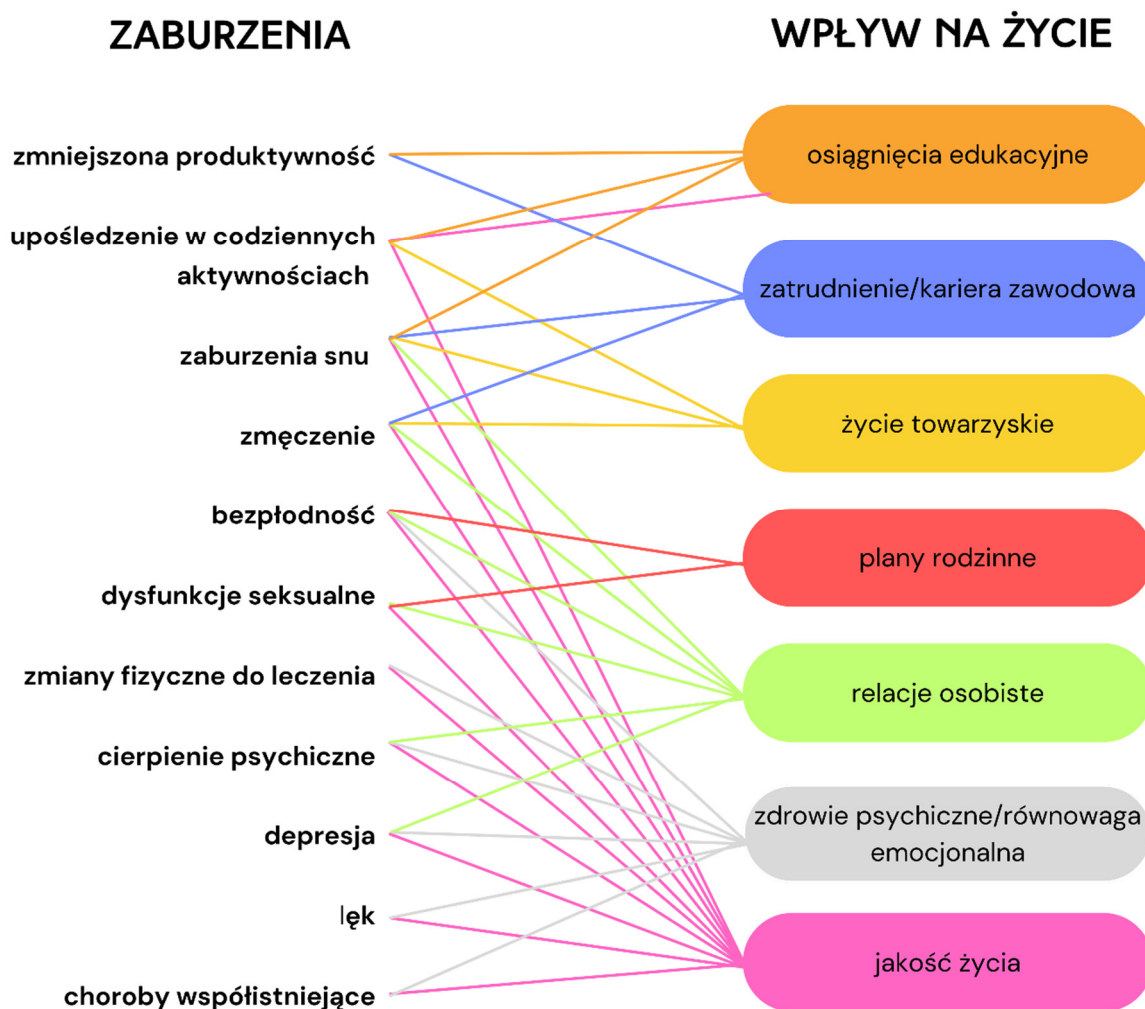 ZABURZENIA
WPŁYW NA ŻYCIE
zmniejszona produktywność
upośledzenie w codziennych
aktywnościach
zaburzenia snu
zmęczenie
bezpłodność
dysfunkcje seksualne
zmiany fizyczne do leczenia
cierpienie psychiczne
depresja
lęk
choroby współistniejące
osiągnięcia edukacyjne
zatrudnienie/kariera zawodowa
życie towarzyskie
plany rodzinne
relacje osobiste
zdrowie psychiczne/równowaga
emocjonalna
jakość życia